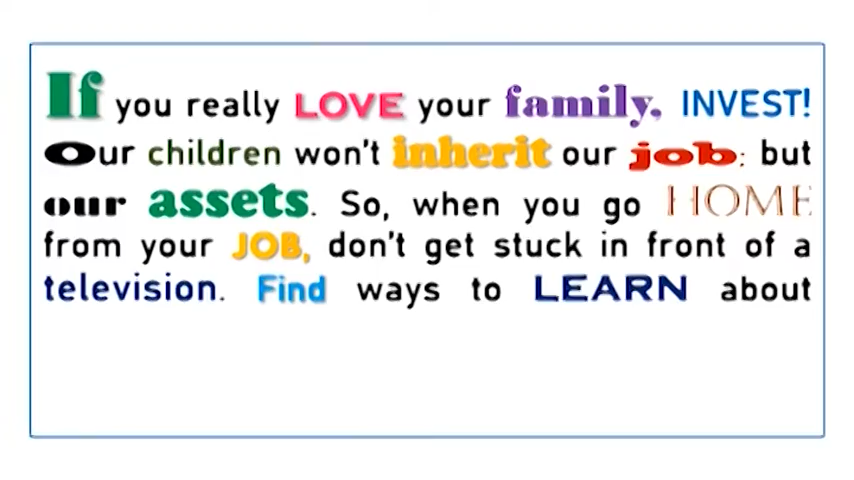 If you really LOVE your family, INVEST!
Our children won't inherit our job; but
our assets. So, when you go HOME
from your JOB, don't get stuck in front of a
television. Find ways to LEARN about